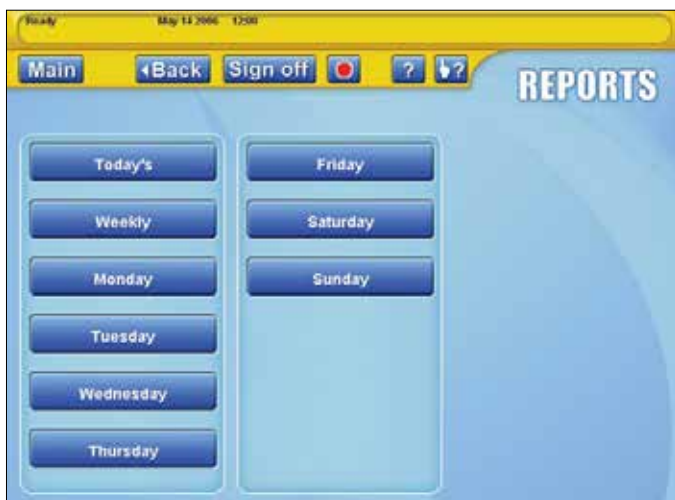 Ready May 14 2006 12:00
Main Back Sign off ? ?
REPORTS
Today's
Weekly
Monday
Tuesday
Wednesday
Thursday
Friday
Saturday
Sunday